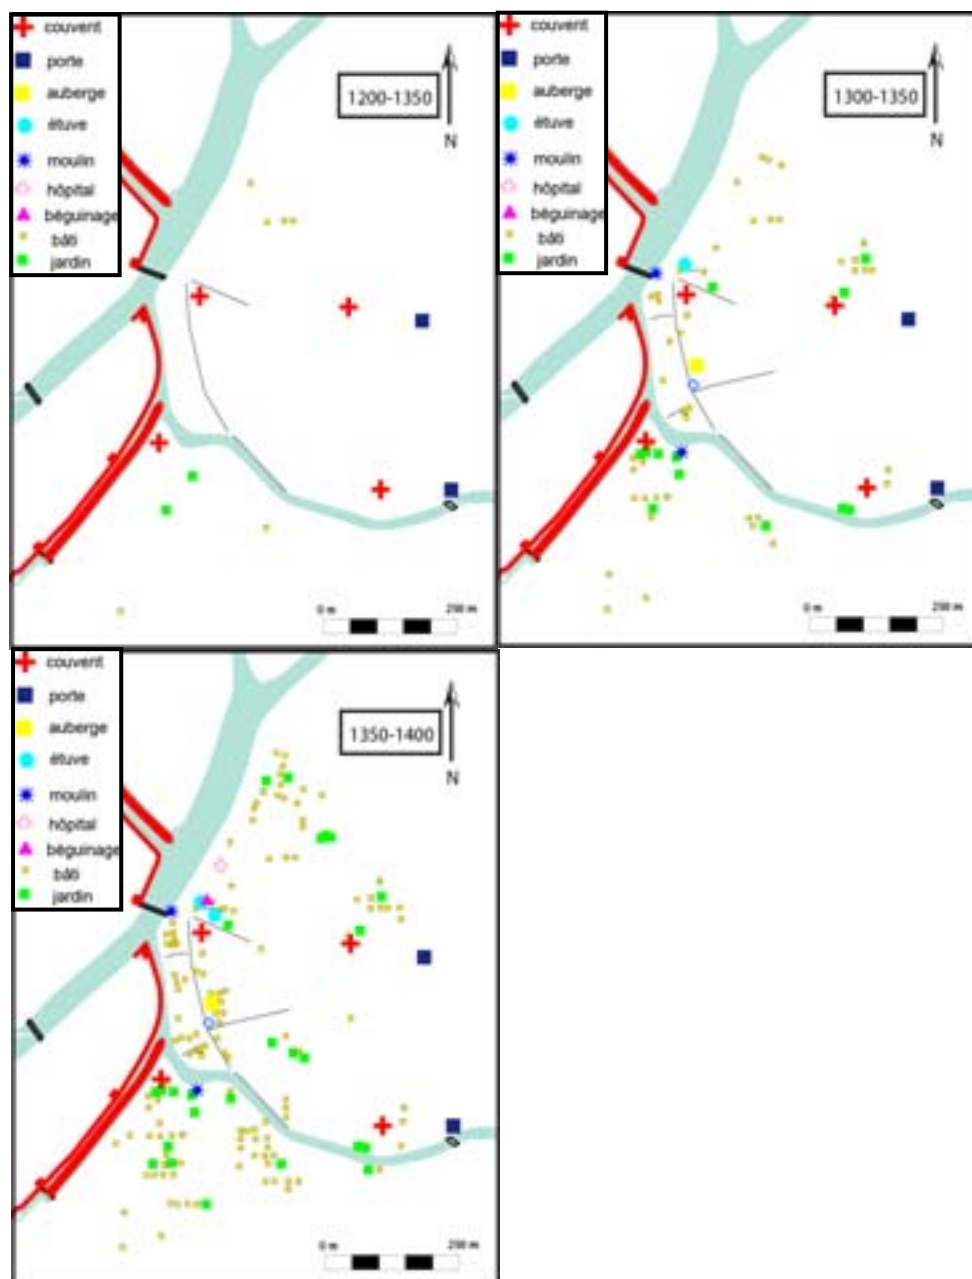 couvent
porte
auberge
étuve
moulin
hôpital
béguinage
bâti
jardin
1200-1350
N
0 m 250 m
couvent
porte
auberge
étuve
moulin
hôpital
béguinage
bâti
jardin
1300-1350
N
0 m 250 m
couvent
porte
auberge
étuve
moulin
hôpital
béguinage
bâti
jardin
1350-1400
N
0 m 250 m